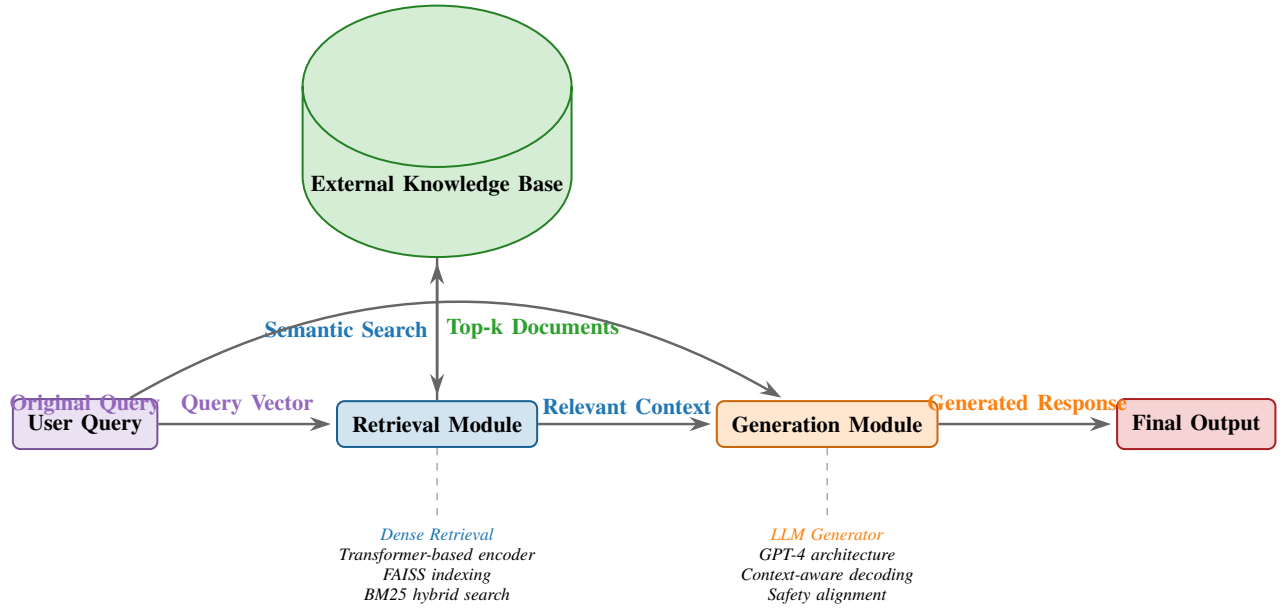 External Knowledge Base
Semantic Search
Top-k Documents
Original Query
Query Vector
Relevant Context
Generated Response
User Query
Retrieval Module
Generation Module
Final Output
Dense Retrieval
Transformer-based encoder
FAISS indexing
BM25 hybrid search
LLM Generator
GPT-4 architecture
Context-aware decoding
Safety alignment